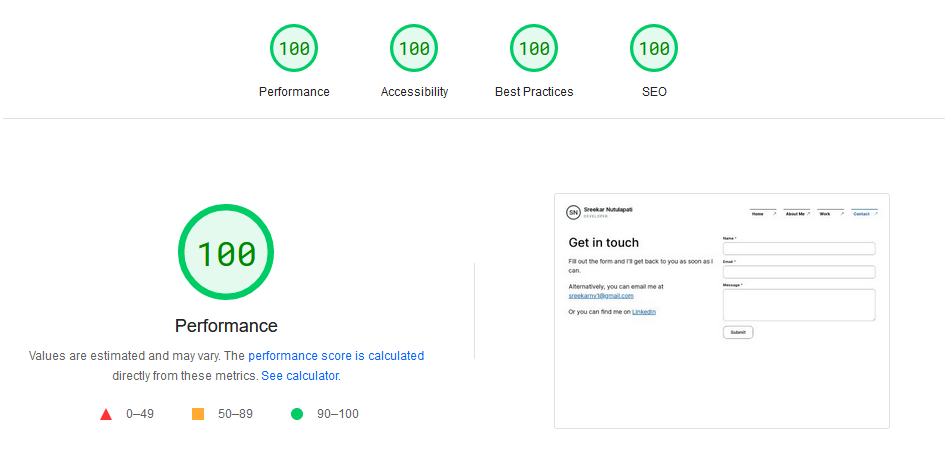 100 100 100 100
Performance Accessibility Best Practices SEO
100
Performance
Values are estimated and may vary. The performance score is calculated
directly from these metrics. See calculator.
0–49 50–89 90–100
SN Sreekar Nutulapati
DEVELOPER
Home ↗ About Me ↗ Work ↗ Contact ↗
Get in touch
Fill out the form and I'll get back to you as soon as I
can.
Alternatively, you can email me at
sreekarnv1@gmail.com
Or you can find me on LinkedIn
Name *
Email *
Message *
Submit